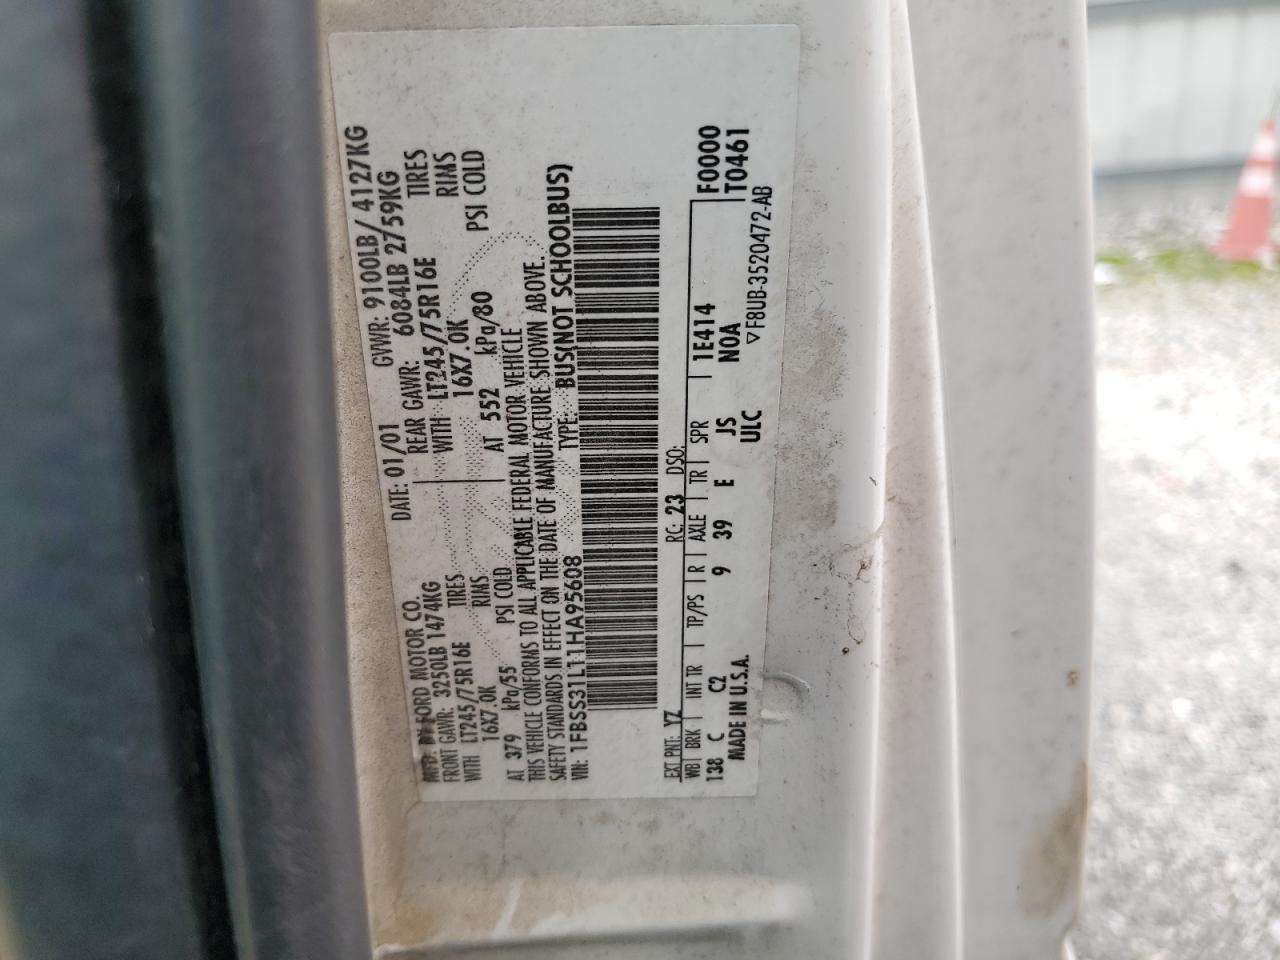 MFD. BY FORD MOTOR CO.
DATE: 01/01 GVWR: 9100LB / 4127KG
FRONT GAWR: 3250LB 1474KG REAR GAWR: 6084LB 2759KG
WITH LT245/75R16E TIRES WITH LT245/75R16E TIRES
16X7.0K RIMS 16X7.0K RIMS
AT 379 kPa/55 PSI COLD AT 552 kPa/80 PSI COLD
THIS VEHICLE CONFORMS TO ALL APPLICABLE FEDERAL MOTOR VEHICLE
SAFETY STANDARDS IN EFFECT ON THE DATE OF MANUFACTURE SHOWN ABOVE.
VIN: 1FBSS31L11HA95608 TYPE: BUS(NOT SCHOOLBUS)
EXT PNT: YZ RC: 23 DSO: F0000
WB BRK INT TR TP/PS R AXLE TR SPR T0461
138 C C2 9 39 E JS 1E414
MADE IN U.S.A. ULC N0A
▽F8UB-3520472-AB